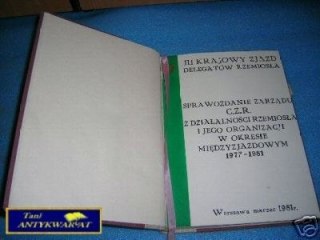 III KRAJOWY ZJAZD
DELEGATÓW RZEMIOSŁA
SPRAWOZDANIE ZARZĄDU
C.Z.R.
Z DZIAŁALNOŚCI RZEMIOSŁA
I JEGO ORGANIZACJI
W OKRESIE
MIĘDZYZJAZDOWYM
1977-1981
Warszawa marzec 1981r.
Tani
ANTYKWARIAT